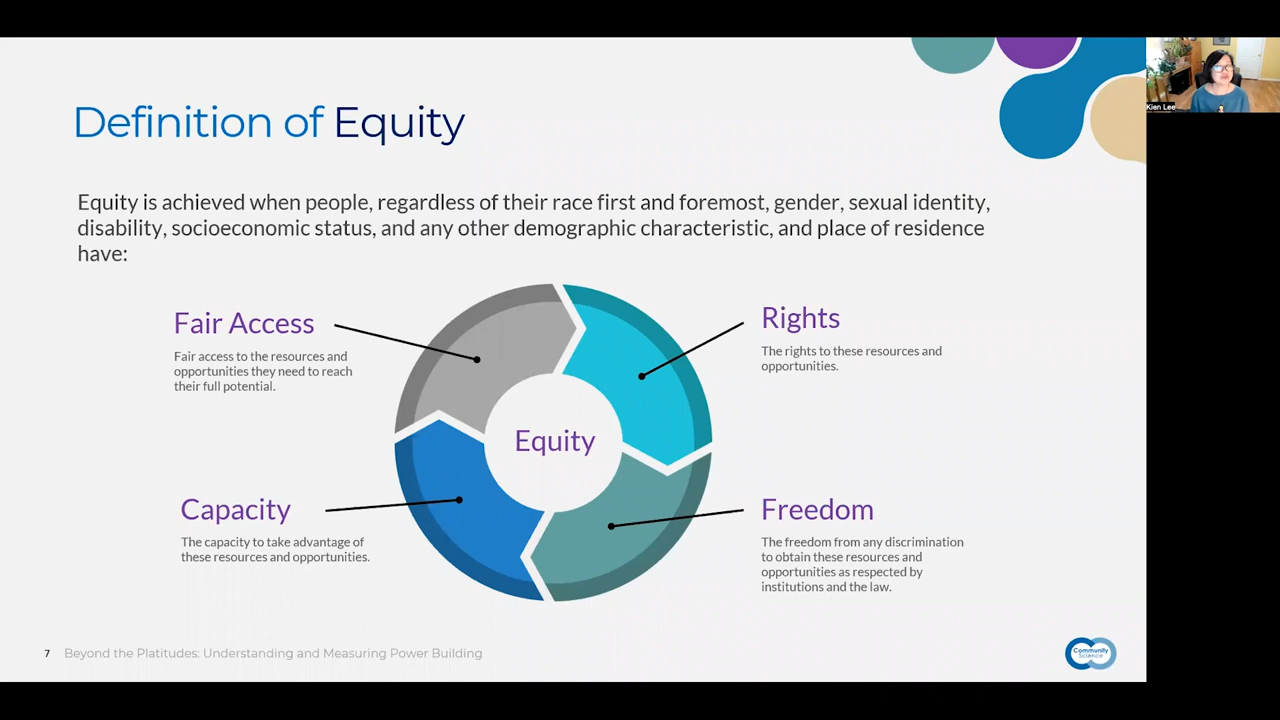 Definition of Equity
Equity is achieved when people, regardless of their race first and foremost, gender, sexual identity,
disability, socioeconomic status, and any other demographic characteristic, and place of residence
have:
Fair Access
Fair access to the resources and
opportunities they need to reach
their full potential.
Rights
The rights to these resources and
opportunities.
Equity
Capacity
The capacity to take advantage of
these resources and opportunities.
Freedom
The freedom from any discrimination
to obtain these resources and
opportunities as respected by
institutions and the law.
7 Beyond the Platitudes: Understanding and Measuring Power Building
Community
Science
Kien Lee